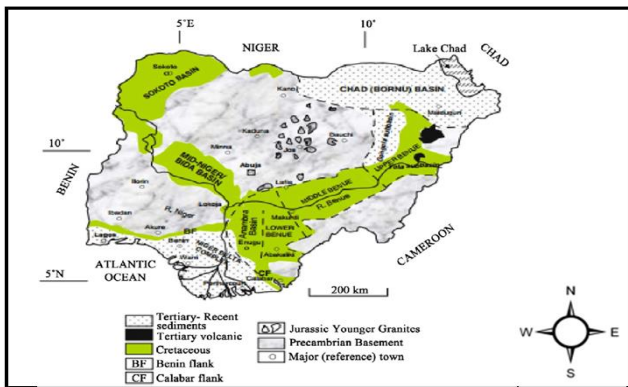 5°E
10°
NIGER
Lake Chad
CHAD
Sokoto
SOKOTO BASIN
Kano
CHAD (BORNU) BASIN
Maiduguri
Kaduna
Bauchi
Jos
Minna
10°
BENIN
MID-NIGER/
BIDA BASIN
Abuja
UPPER BENUE
Ilorin
Lafia
MIDDLE BENUE
R. Benue
Lokoja
R. Niger
Makurdi
Anambra
Basin
LOWER
BENUE
Ibadan
Akure
Enugu
Abakaliki
CAMEROON
Lagos
BF
Benin
NIGER DELTA
COMPLEX
Warri
ATLANTIC
OCEAN
CF
Calabar
5°N
200 km
Tertiary- Recent
sediments
Tertiary volcanic
Cretaceous
BF Benin flank
CF Calabar flank
Jurassic Younger Granites
Precambrian Basement
Major (reference) town
N
W
E
S